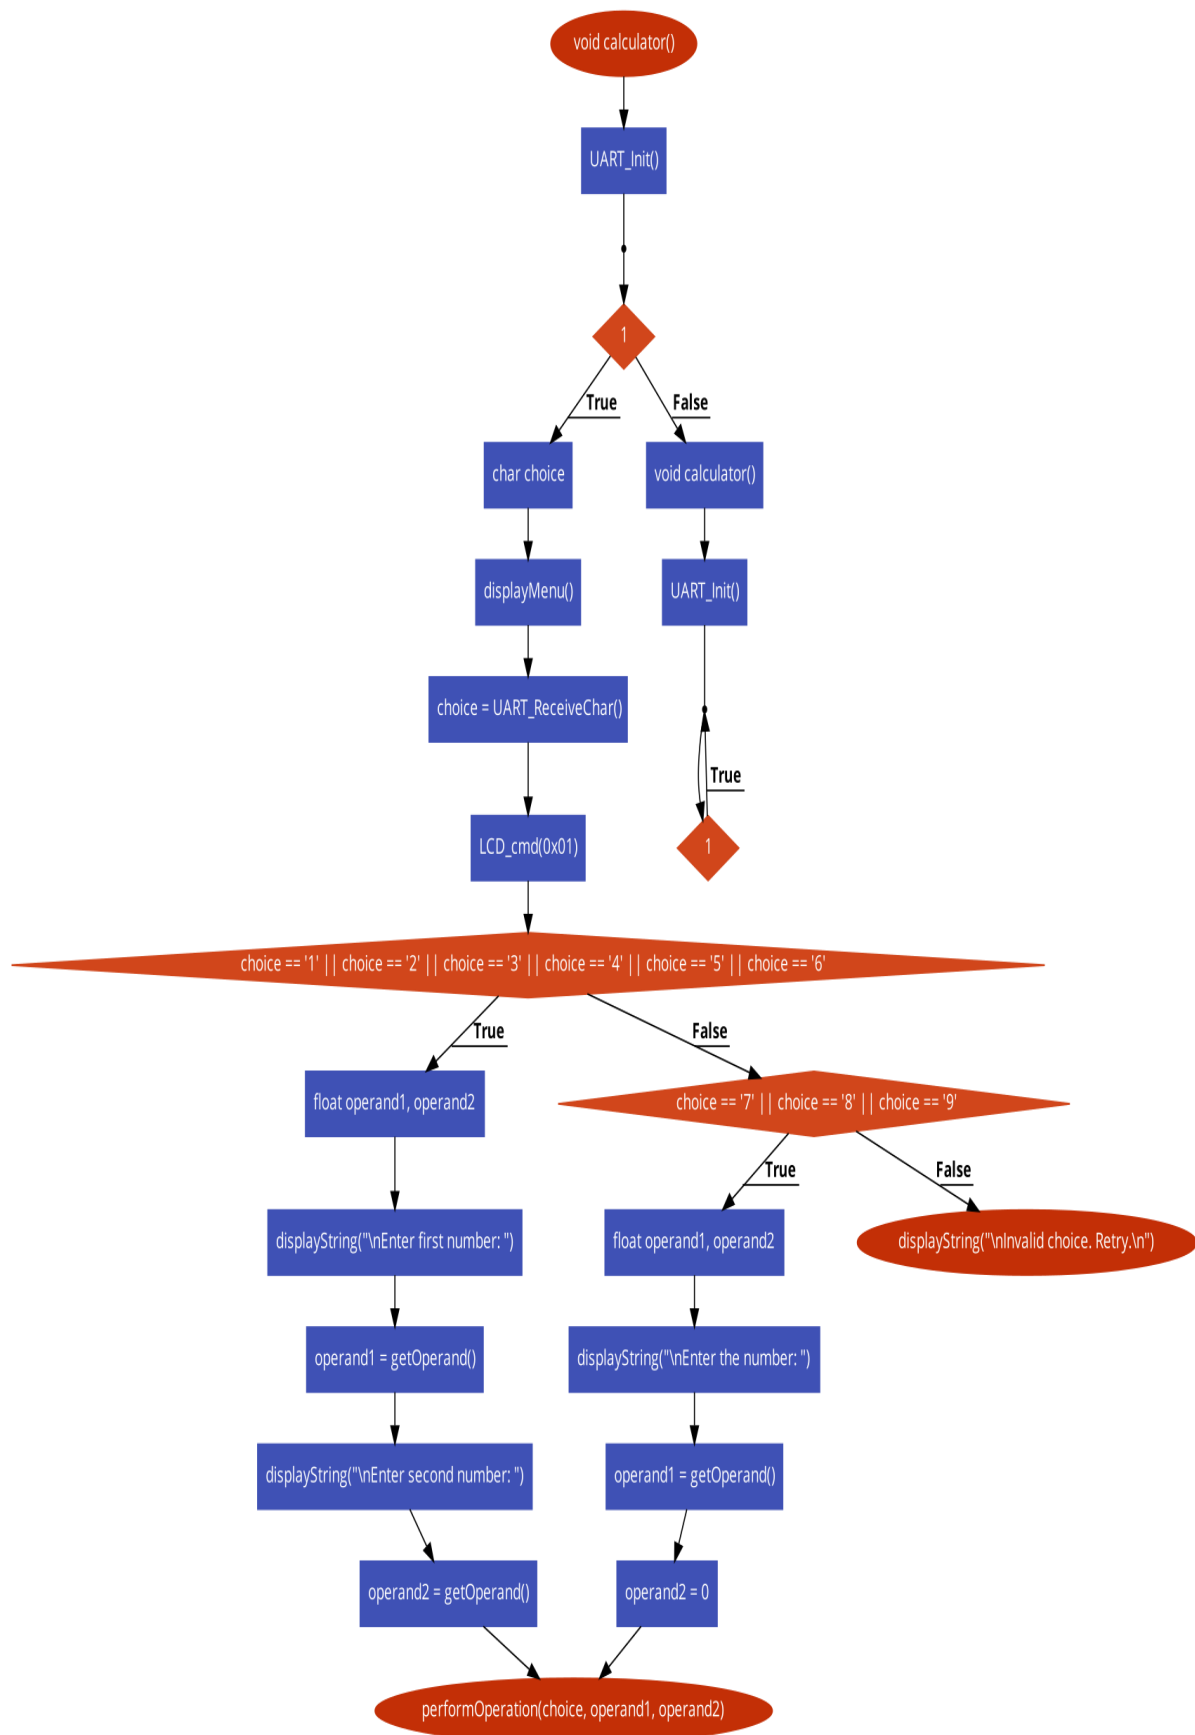 void calculator()
UART_Init()
1
True
False
char choice
void calculator()
displayMenu()
UART_Init()
choice = UART_ReceiveChar()
True
LCD_cmd(0x01)
1
choice == '1' || choice == '2' || choice == '3' || choice == '4' || choice == '5' || choice == '6'
True
False
float operand1, operand2
choice == '7' || choice == '8' || choice == '9'
True
False
displayString("\nEnter first number: ")
float operand1, operand2
displayString("\nInvalid choice. Retry.\n")
operand1 = getOperand()
displayString("\nEnter the number: ")
displayString("\nEnter second number: ")
operand1 = getOperand()
operand2 = getOperand()
operand2 = 0
performOperation(choice, operand1, operand2)